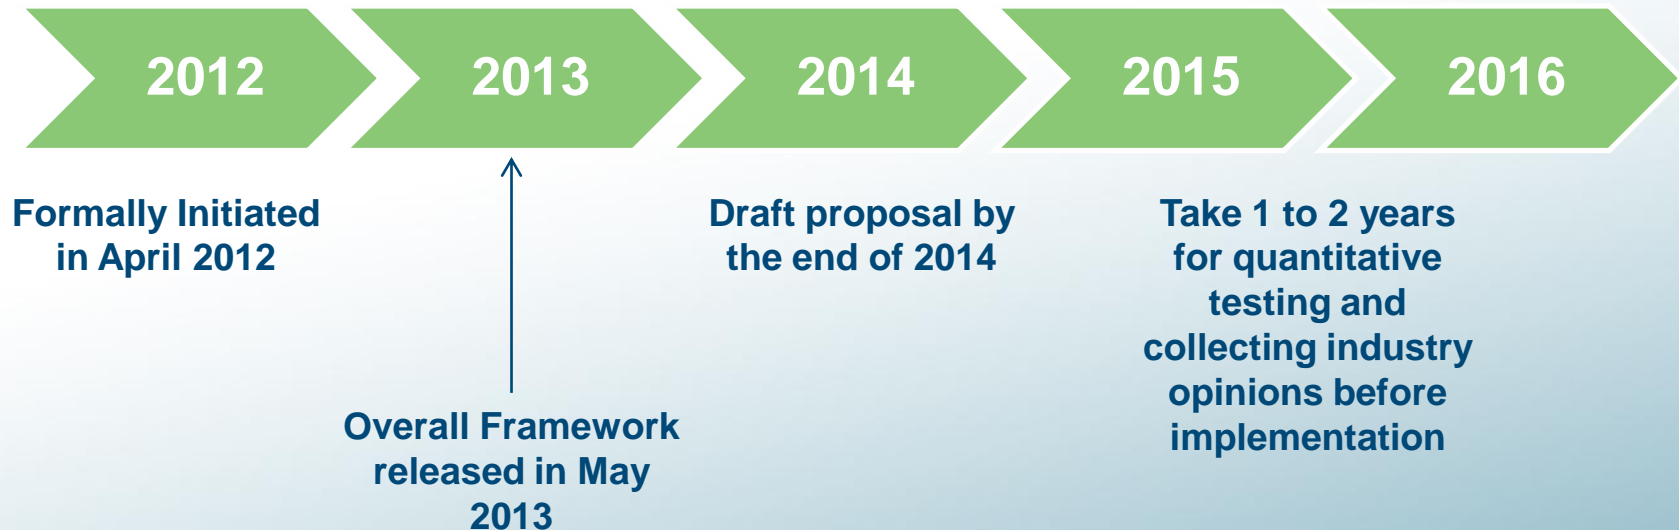 2012
2013
2014
2015
2016
Formally Initiated
in April 2012
Overall Framework
released in May
2013
Draft proposal by
the end of 2014
Take 1 to 2 years
for quantitative
testing and
collecting industry
opinions before
implementation